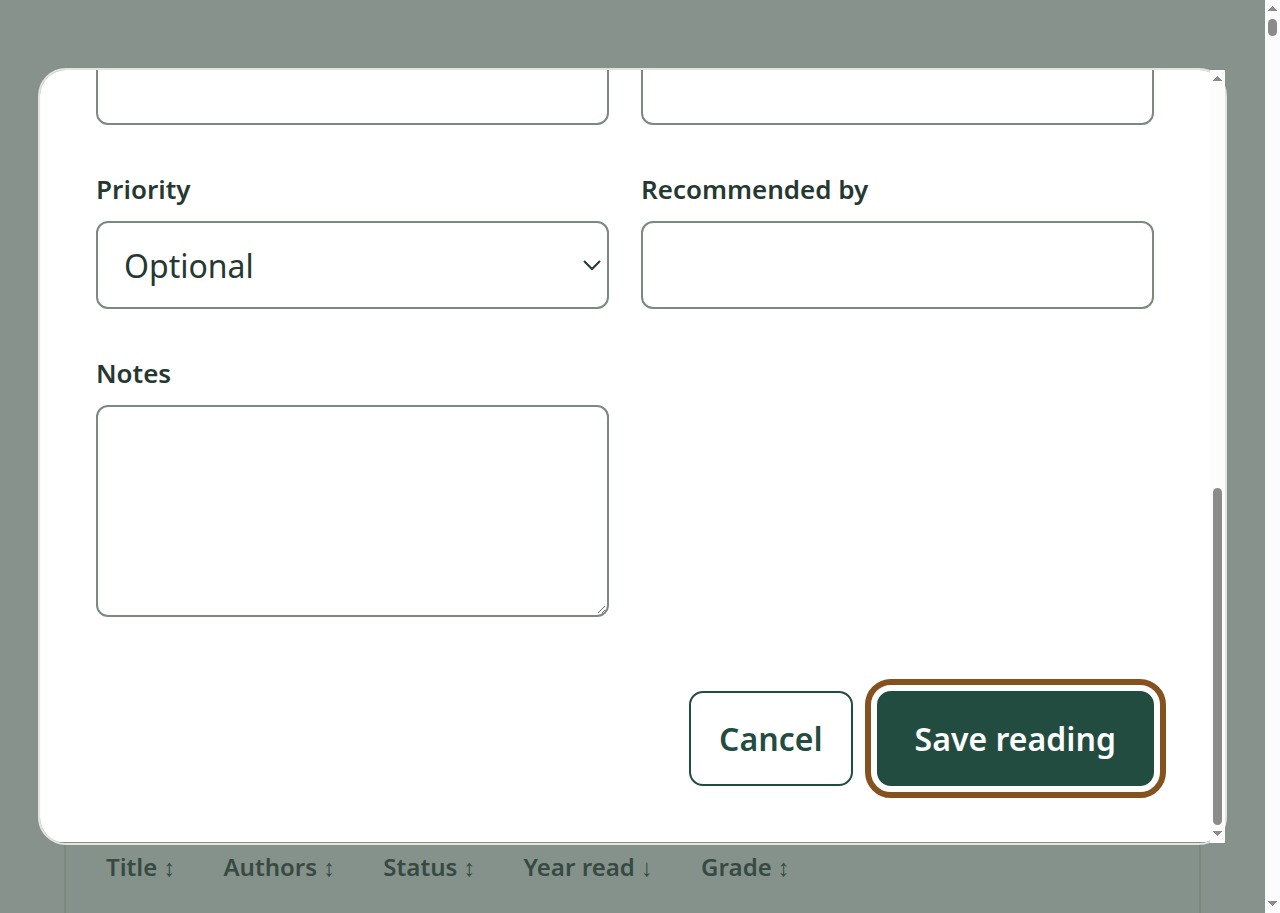 Priority
Recommended by
Optional
Notes
Cancel
Save reading
Title ↕ Authors ↕ Status ↕ Year read ↓ Grade ↕